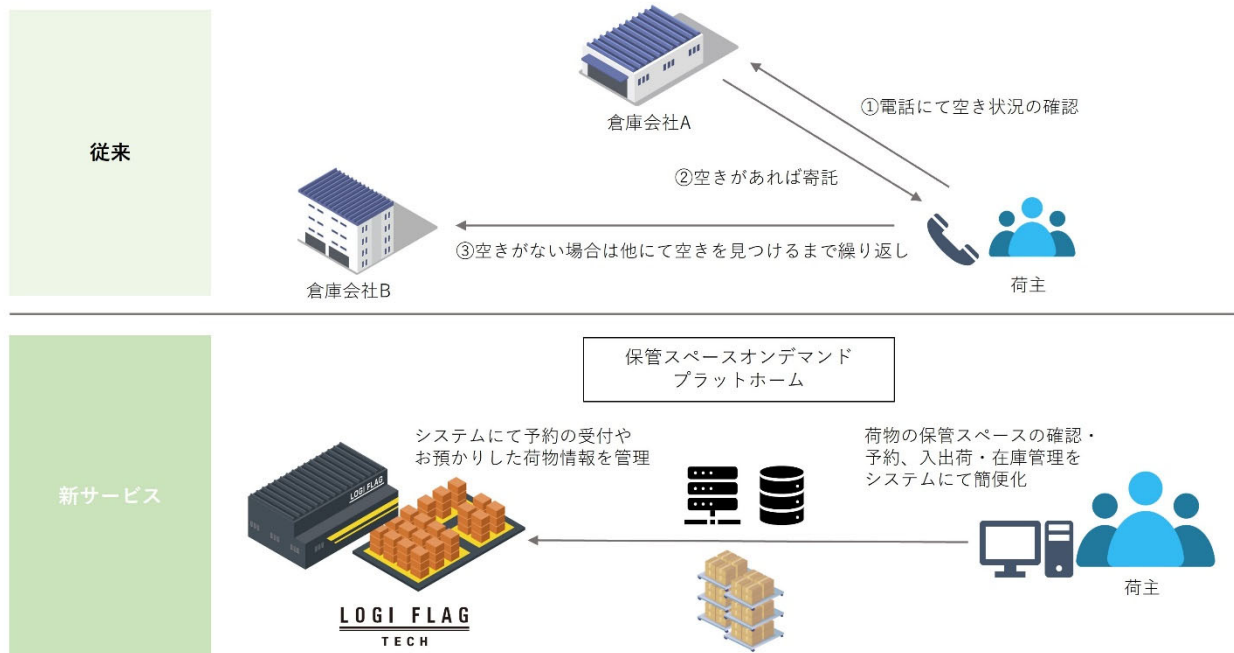 倉庫会社A
①電話にて空き状況の確認
従来
②空きがあれば寄託
③空きがない場合は他にて空きを見つけるまで繰り返し
倉庫会社B
荷主
保管スペースオンデマンド
プラットホーム
システムにて予約の受付や
お預かりした荷物情報を管理
荷物の保管スペースの確認・
予約、入出荷・在庫管理を
システムにて簡便化
新サービス
LOGI FLAG
荷主
LOGI FLAG
TECH